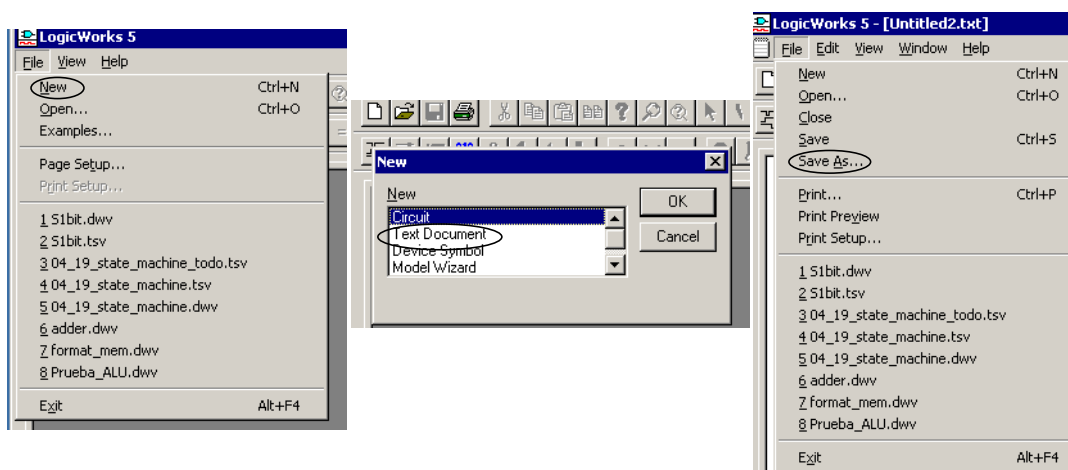 LogicWorks 5
File View Help
New Ctrl+N
Open... Ctrl+O
Examples...
Page Setup...
Print Setup...
1 S1bit.dwv
2 S1bit.tsv
3 04_19_state_machine_todo.tsv
4 04_19_state_machine.tsv
5 04_19_state_machine.dwv
6 adder.dwv
7 format_mem.dwv
8 Prueba_ALU.dwv
Exit Alt+F4
New
New
Circuit
Text Document
Device Symbol
Model Wizard
OK
Cancel
LogicWorks 5 - [Untitled2.txt]
File Edit View Window Help
New Ctrl+N
Open... Ctrl+O
Close
Save Ctrl+S
Save As...
Print... Ctrl+P
Print Preview
Print Setup...
1 S1bit.dwv
2 S1bit.tsv
3 04_19_state_machine_todo.tsv
4 04_19_state_machine.tsv
5 04_19_state_machine.dwv
6 adder.dwv
7 format_mem.dwv
8 Prueba_ALU.dwv
Exit Alt+F4